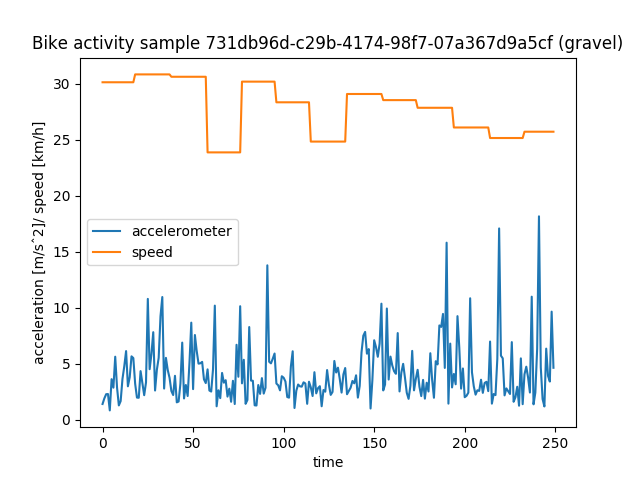 Bike activity sample 731db96d-c29b-4174-98f7-07a367d9a5cf (gravel)
acceleration [m/s^2]/ speed [km/h]
30
25
20
15
10
5
0
accelerometer
speed
0
50
100
150
200
250
time